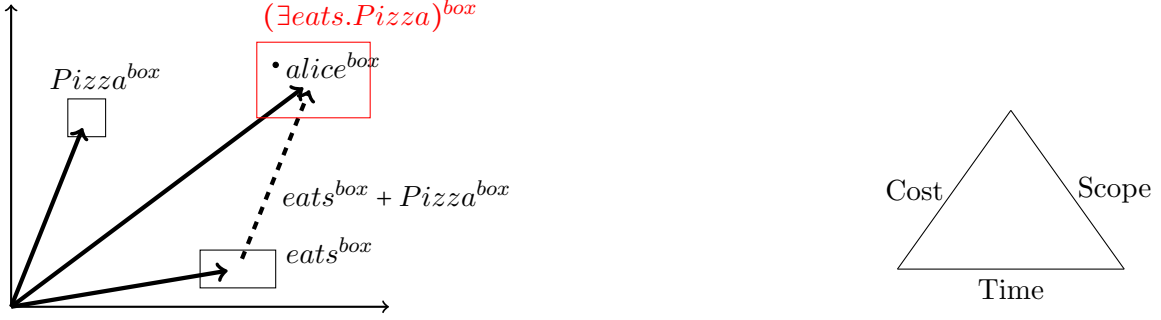 (∃eats.Pizza)^box
alice^box
Pizza^box
eats^box + Pizza^box
eats^box
Cost
Scope
Time